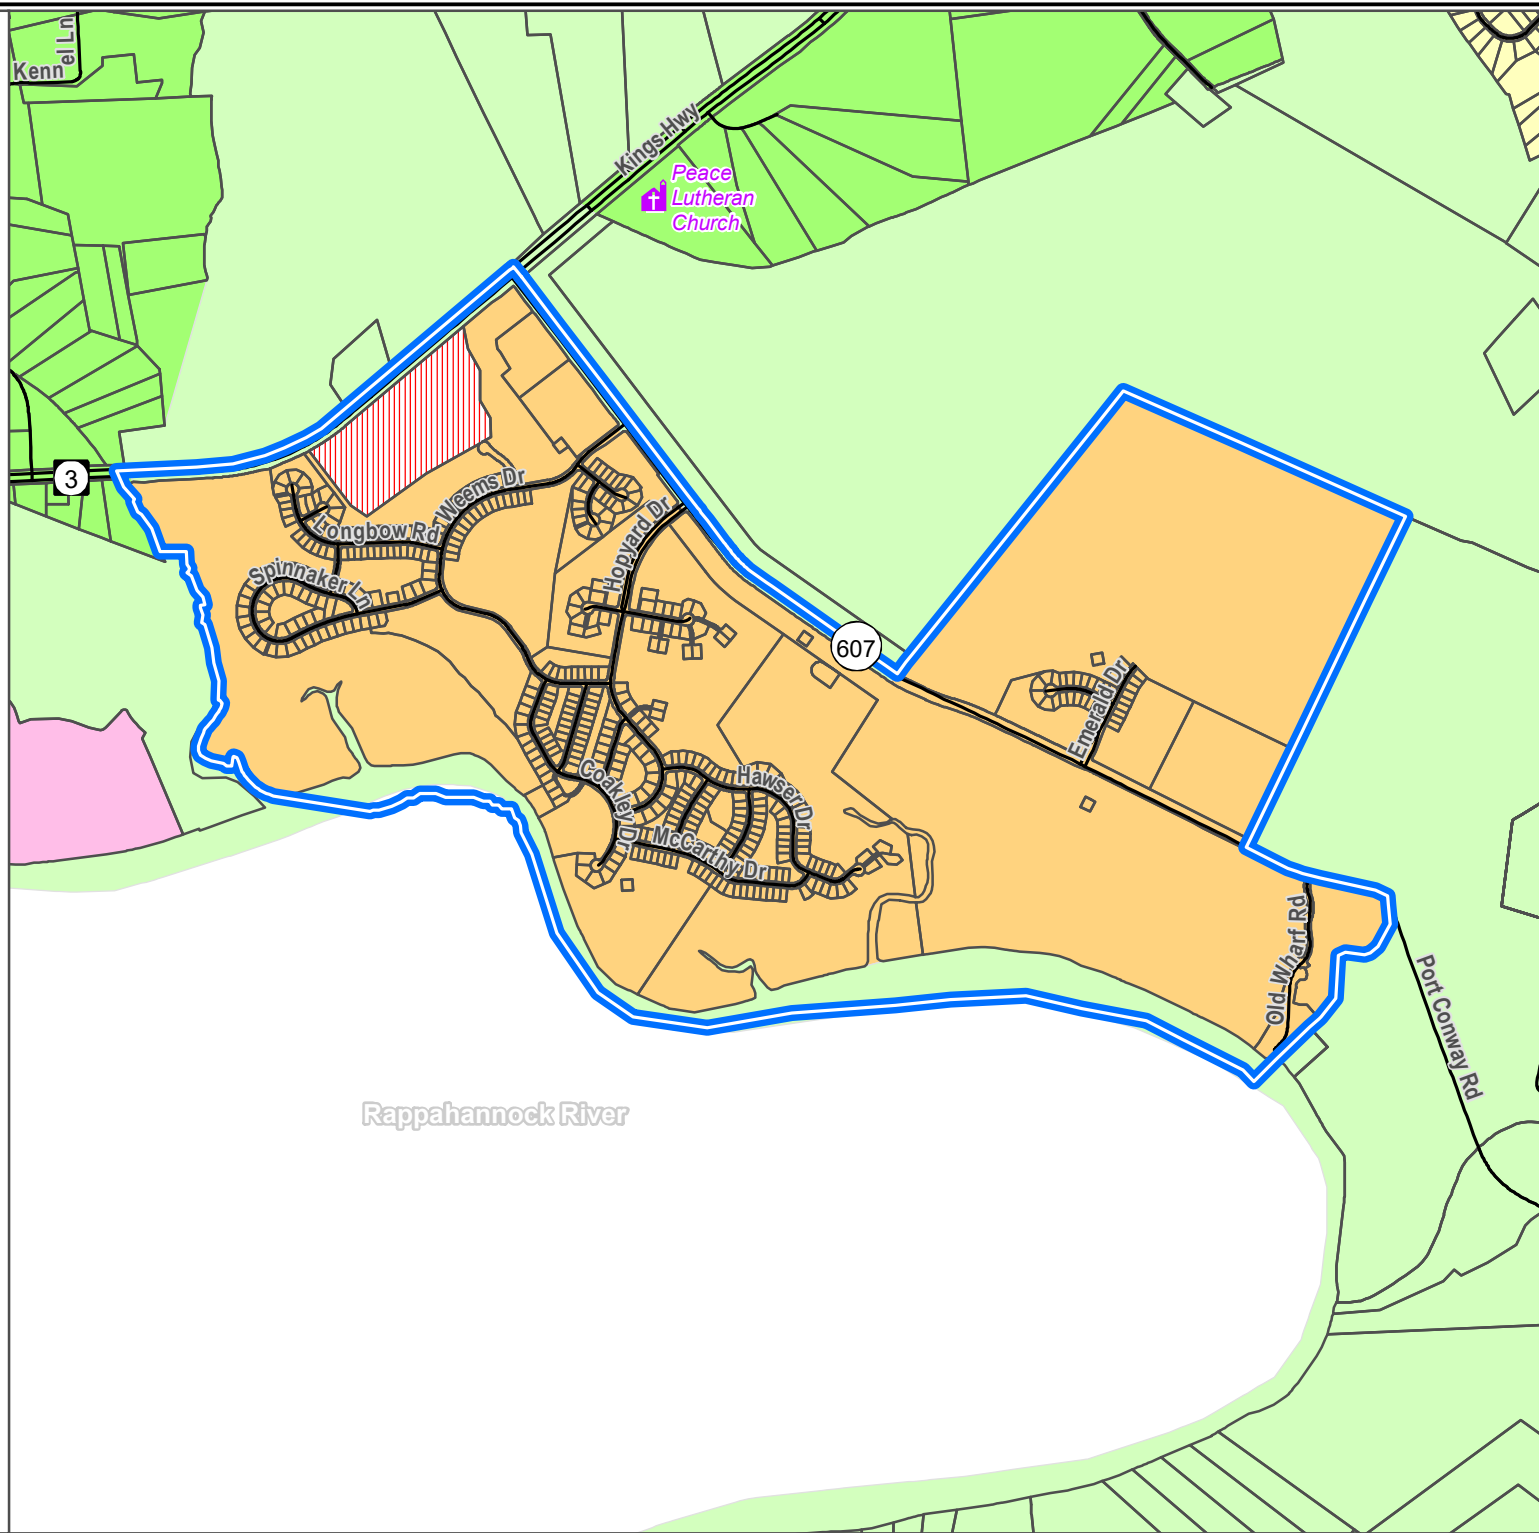 Kennel Ln
Kings Hwy
Peace
Lutheran
Church
3
Weems Dr
Longbow Rd
Hopyard Dr
Spinnaker Ln
607
Emerald Dr
Coakley Dr
Hawser Dr
McCarthy Dr
Old Wharf Rd
Port Conway Rd
Rappahannock River